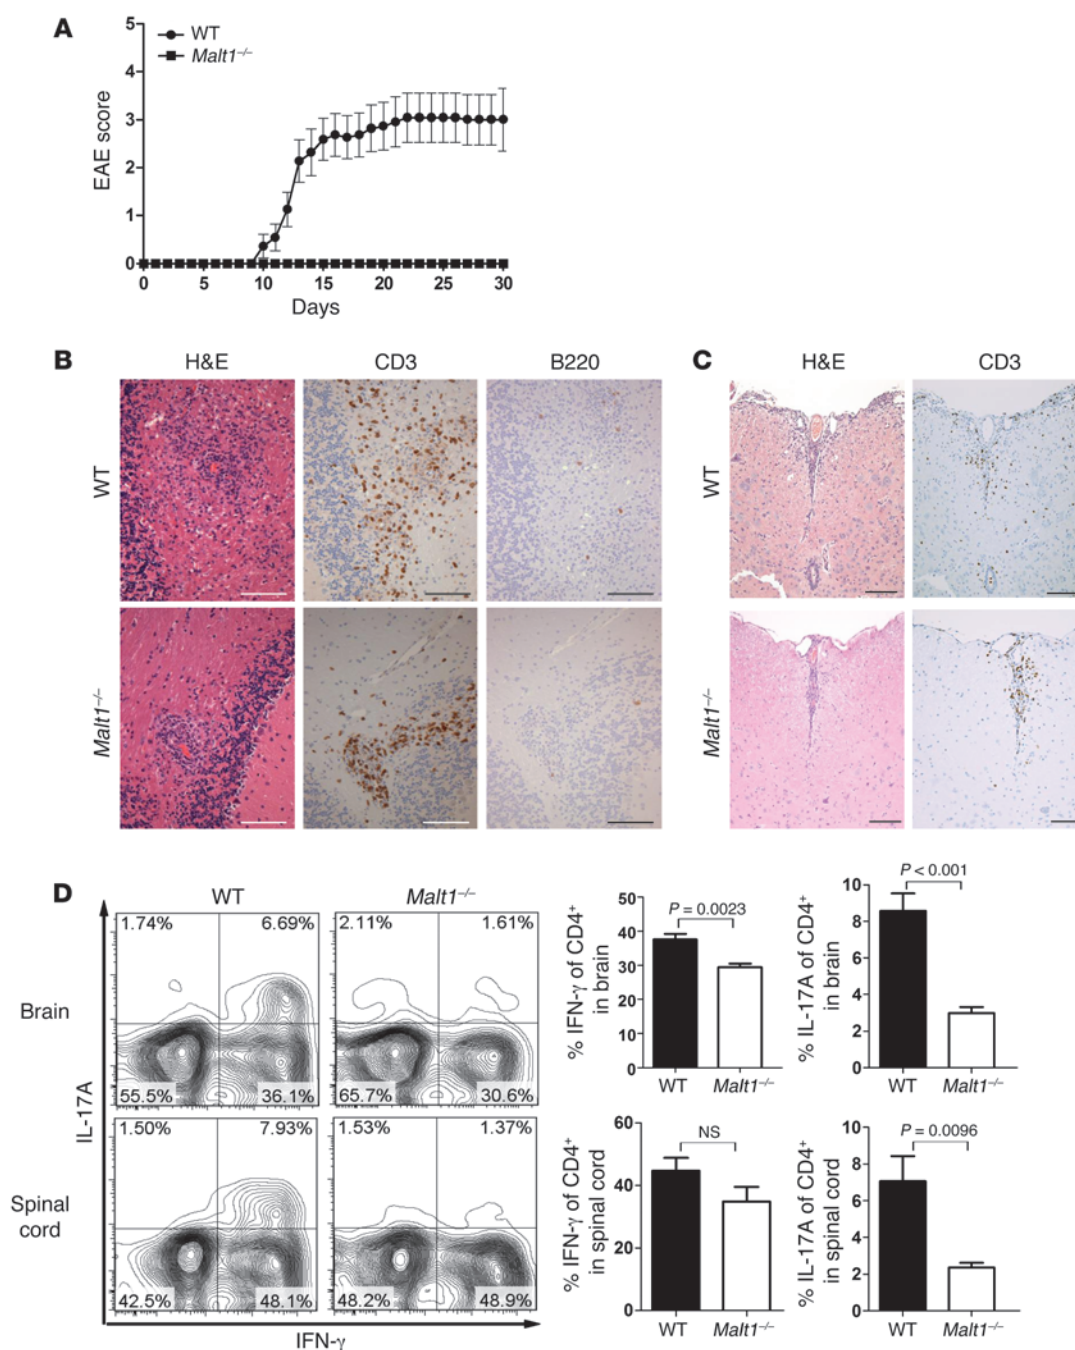 A
5
4
3
2
1
0
EAE score
WT
Malt1–/–
0 5 10 15 20 25 30
Days
B
H&E CD3 B220
WT
Malt1–/–
C
H&E CD3
WT
Malt1–/–
D
WT Malt1–/–
Brain
1.74% 6.69%
55.5% 36.1%
2.11% 1.61%
65.7% 30.6%
Spinal
cord
1.50% 7.93%
42.5% 48.1%
1.53% 1.37%
48.2% 48.9%
IL-17A
IFN-γ
% IFN-γ of CD4+
in brain
50
40
30
20
10
0
P = 0.0023
WT Malt1–/–
% IL-17A of CD4+
in brain
10
8
6
4
2
0
P < 0.001
WT Malt1–/–
% IFN-γ of CD4+
in spinal cord
60
40
20
0
NS
WT Malt1–/–
% IL-17A of CD4+
in spinal cord
10
8
6
4
2
0
P = 0.0096
WT Malt1–/–